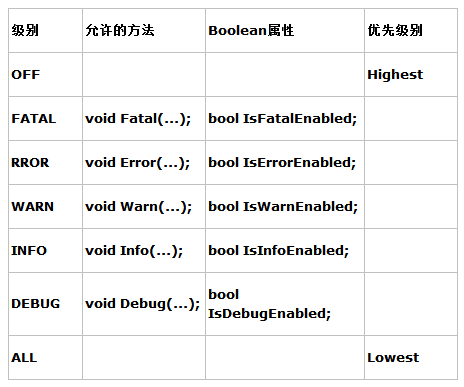 级别 允许的方法 Boolean属性 优先级别
OFF Highest
FATAL void Fatal(...); bool IsFatalEnabled;
RROR void Error(...); bool IsErrorEnabled;
WARN void Warn(...); bool IsWarnEnabled;
INFO void Info(...); bool IsInfoEnabled;
DEBUG void Debug(...); bool
IsDebugEnabled;
ALL Lowest